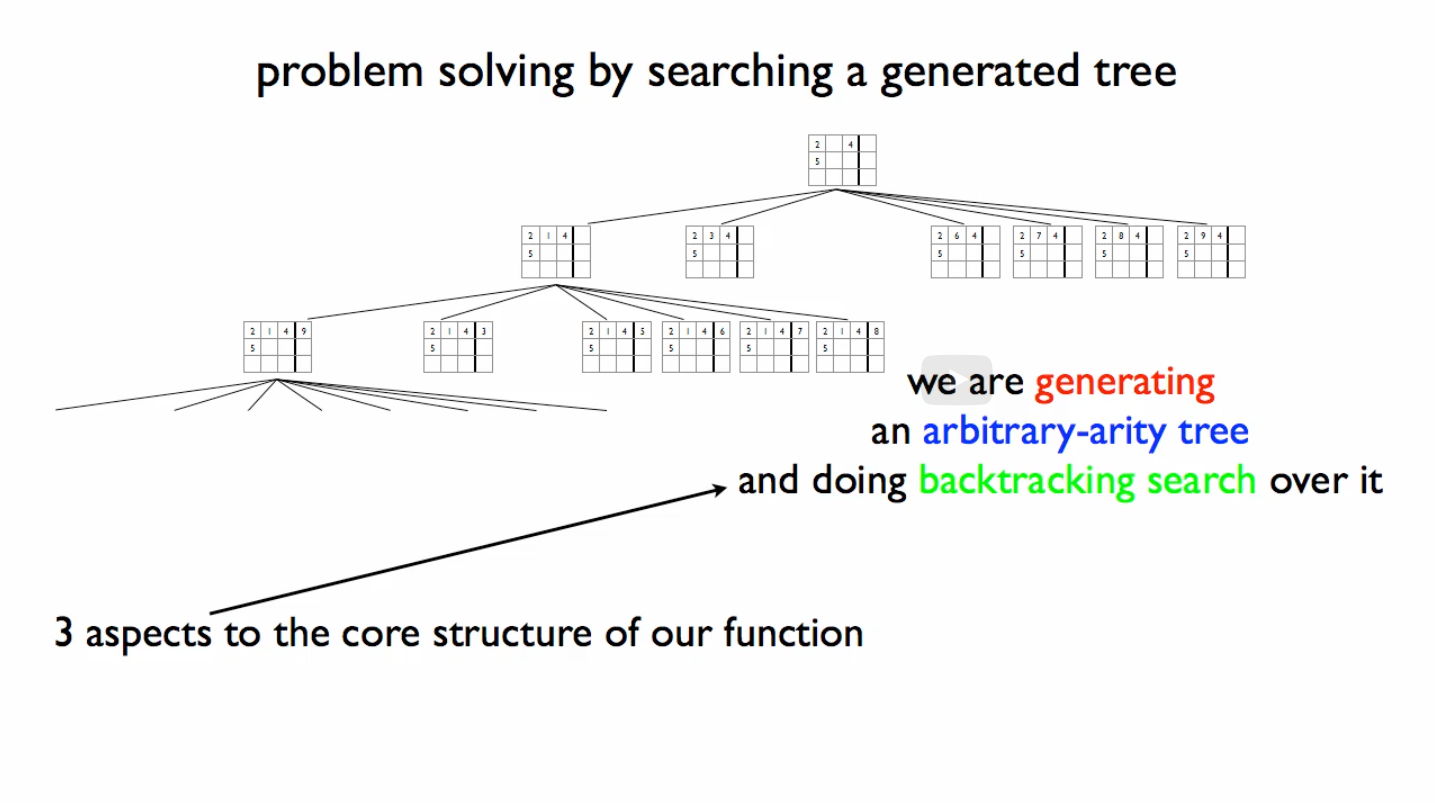 problem solving by searching a generated tree
2 4
5
2 1 4
5
2 3 4
5
2 6 4
5
2 7 4
5
2 8 4
5
2 9 4
5
2 1 4 9
5
2 1 4 3
5
2 1 4 5
5
2 1 4 6
5
2 1 4 7
5
2 1 4 8
5
we are generating
an arbitrary-arity tree
and doing backtracking search over it
3 aspects to the core structure of our function